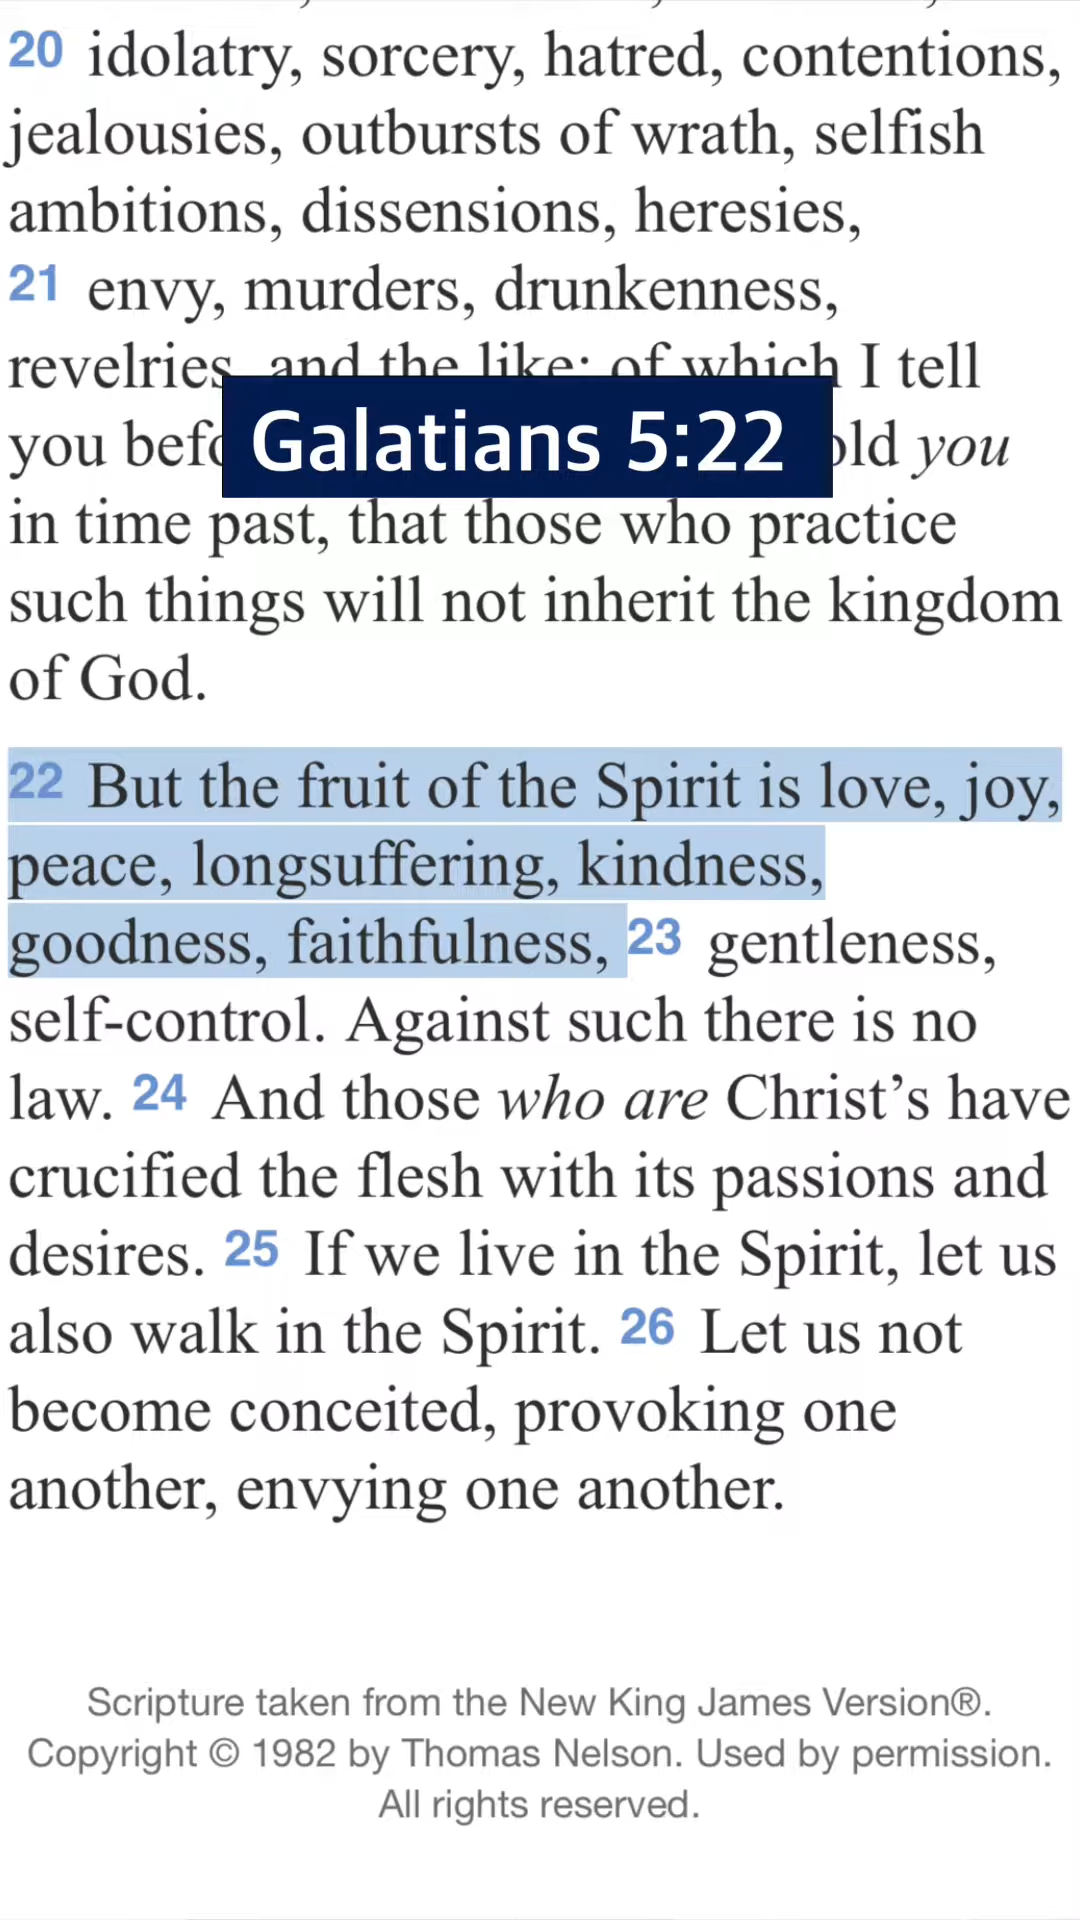 20 idolatry, sorcery, hatred, contentions,
jealousies, outbursts of wrath, selfish
ambitions, dissensions, heresies,
21 envy, murders, drunkenness,
revelries, and the like; of which I tell
Galatians 5:22
you old you
in time past, that those who practice
such things will not inherit the kingdom
of God.
22 But the fruit of the Spirit is love, joy,
peace, longsuffering, kindness,
goodness, faithfulness, 23 gentleness,
self-control. Against such there is no
law. 24 And those who are Christ’s have
crucified the flesh with its passions and
desires. 25 If we live in the Spirit, let us
also walk in the Spirit. 26 Let us not
become conceited, provoking one
another, envying one another.
Scripture taken from the New King James Version®.
Copyright © 1982 by Thomas Nelson. Used by permission.
All rights reserved.